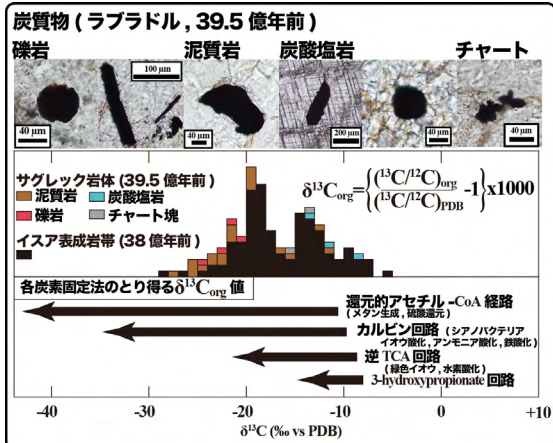 炭質物 ( ラブラドル , 39.5 億年前 )
礫岩 泥質岩 炭酸塩岩 チャート
100 μm
40 μm 40 μm 200 μm 40 μm 40 μm
サグレック岩体 (39.5 億年前 )
泥質岩 炭酸塩岩
礫岩 チャート塊
イスア表成岩帯 (38 億年前 )
δ¹³Corg={(¹³C/¹²C)org/(¹³C/¹²C)PDB -1}x1000
各炭素固定法のとり得るδ¹³Corg 値
還元的アセチル -CoA 経路
( メタン生成 , 硫酸還元 )
カルビン回路 ( シアノバクテリア
イオウ酸化 , アンモニア酸化 , 鉄酸化 )
逆 TCA 回路
( 緑色イオウ , 水素酸化 )
3-hydroxypropionate 回路
-40 -30 -20 -10 0 +10
δ¹³C (‰ vs PDB)